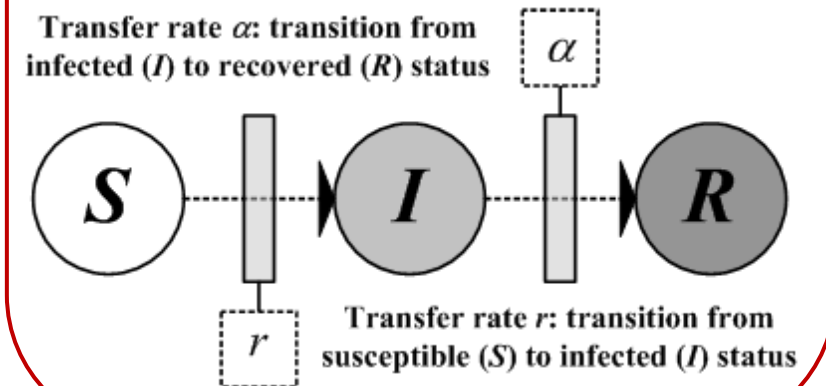 Transfer rate α: transition from
infected (I) to recovered (R) status
α
S
I
R
r
Transfer rate r: transition from
susceptible (S) to infected (I) status